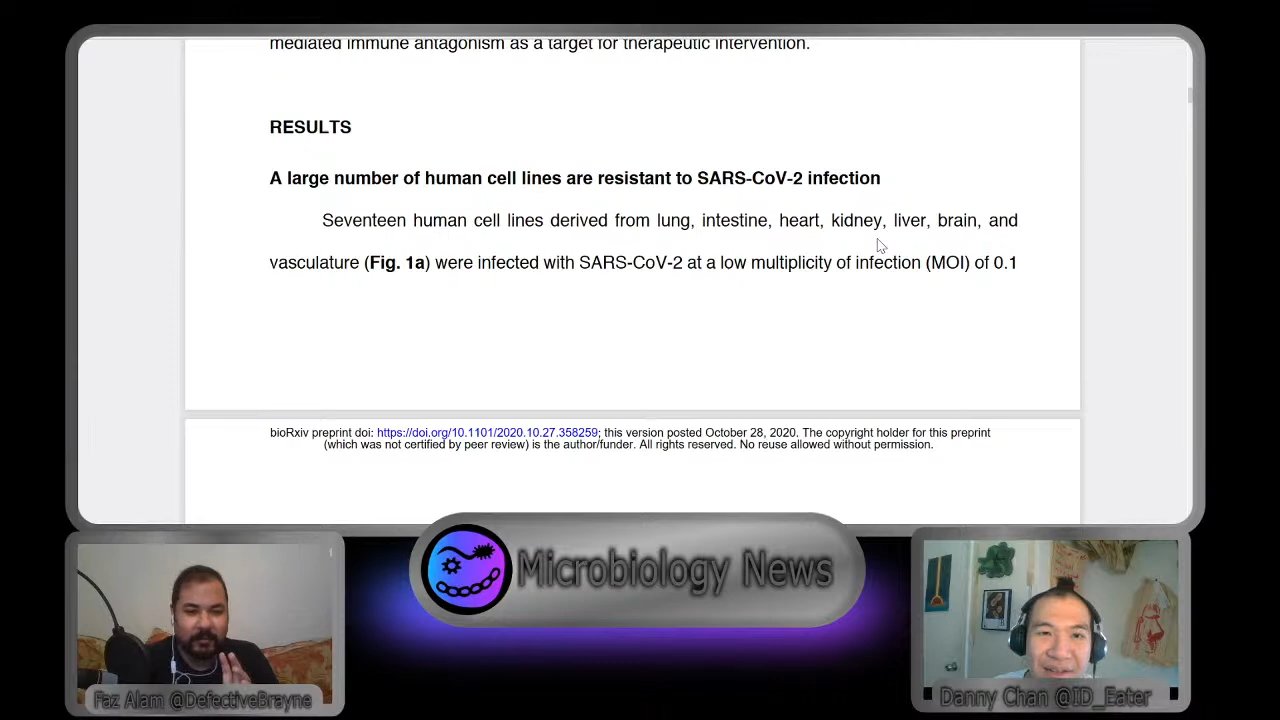 mediated immune antagonism as a target for therapeutic intervention.
RESULTS
A large number of human cell lines are resistant to SARS-CoV-2 infection
Seventeen human cell lines derived from lung, intestine, heart, kidney, liver, brain, and
vasculature (Fig. 1a) were infected with SARS-CoV-2 at a low multiplicity of infection (MOI) of 0.1
bioRxiv preprint doi: https://doi.org/10.1101/2020.10.27.358259; this version posted October 28, 2020. The copyright holder for this preprint
(which was not certified by peer review) is the author/funder. All rights reserved. No reuse allowed without permission.
Microbiology News
Faz Alam @DefectiveBrayne
Danny Chan @ID_Eater